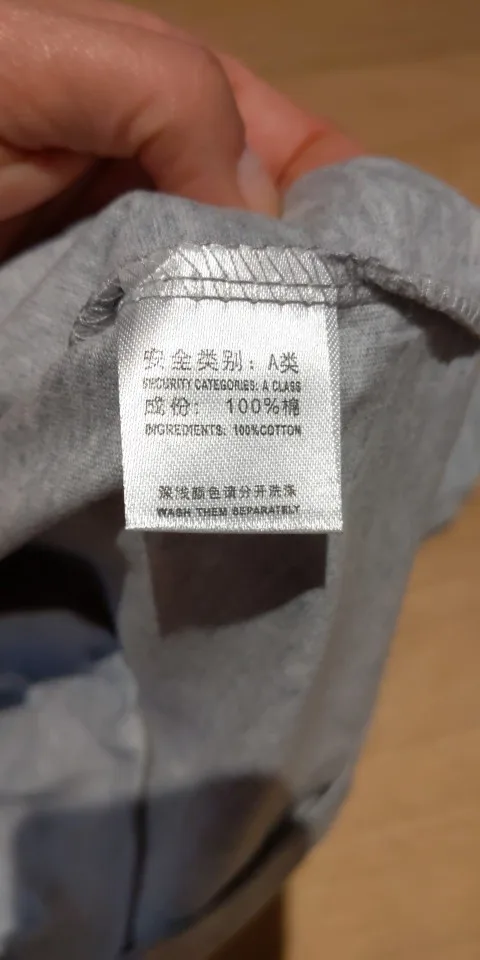 安全类别: A类
SECURITY CATEGORIES: A CLASS
成份: 100%棉
INGREDIENTS: 100%COTTON
深浅颜色请分开洗涤
WASH THEM SEPARATELY